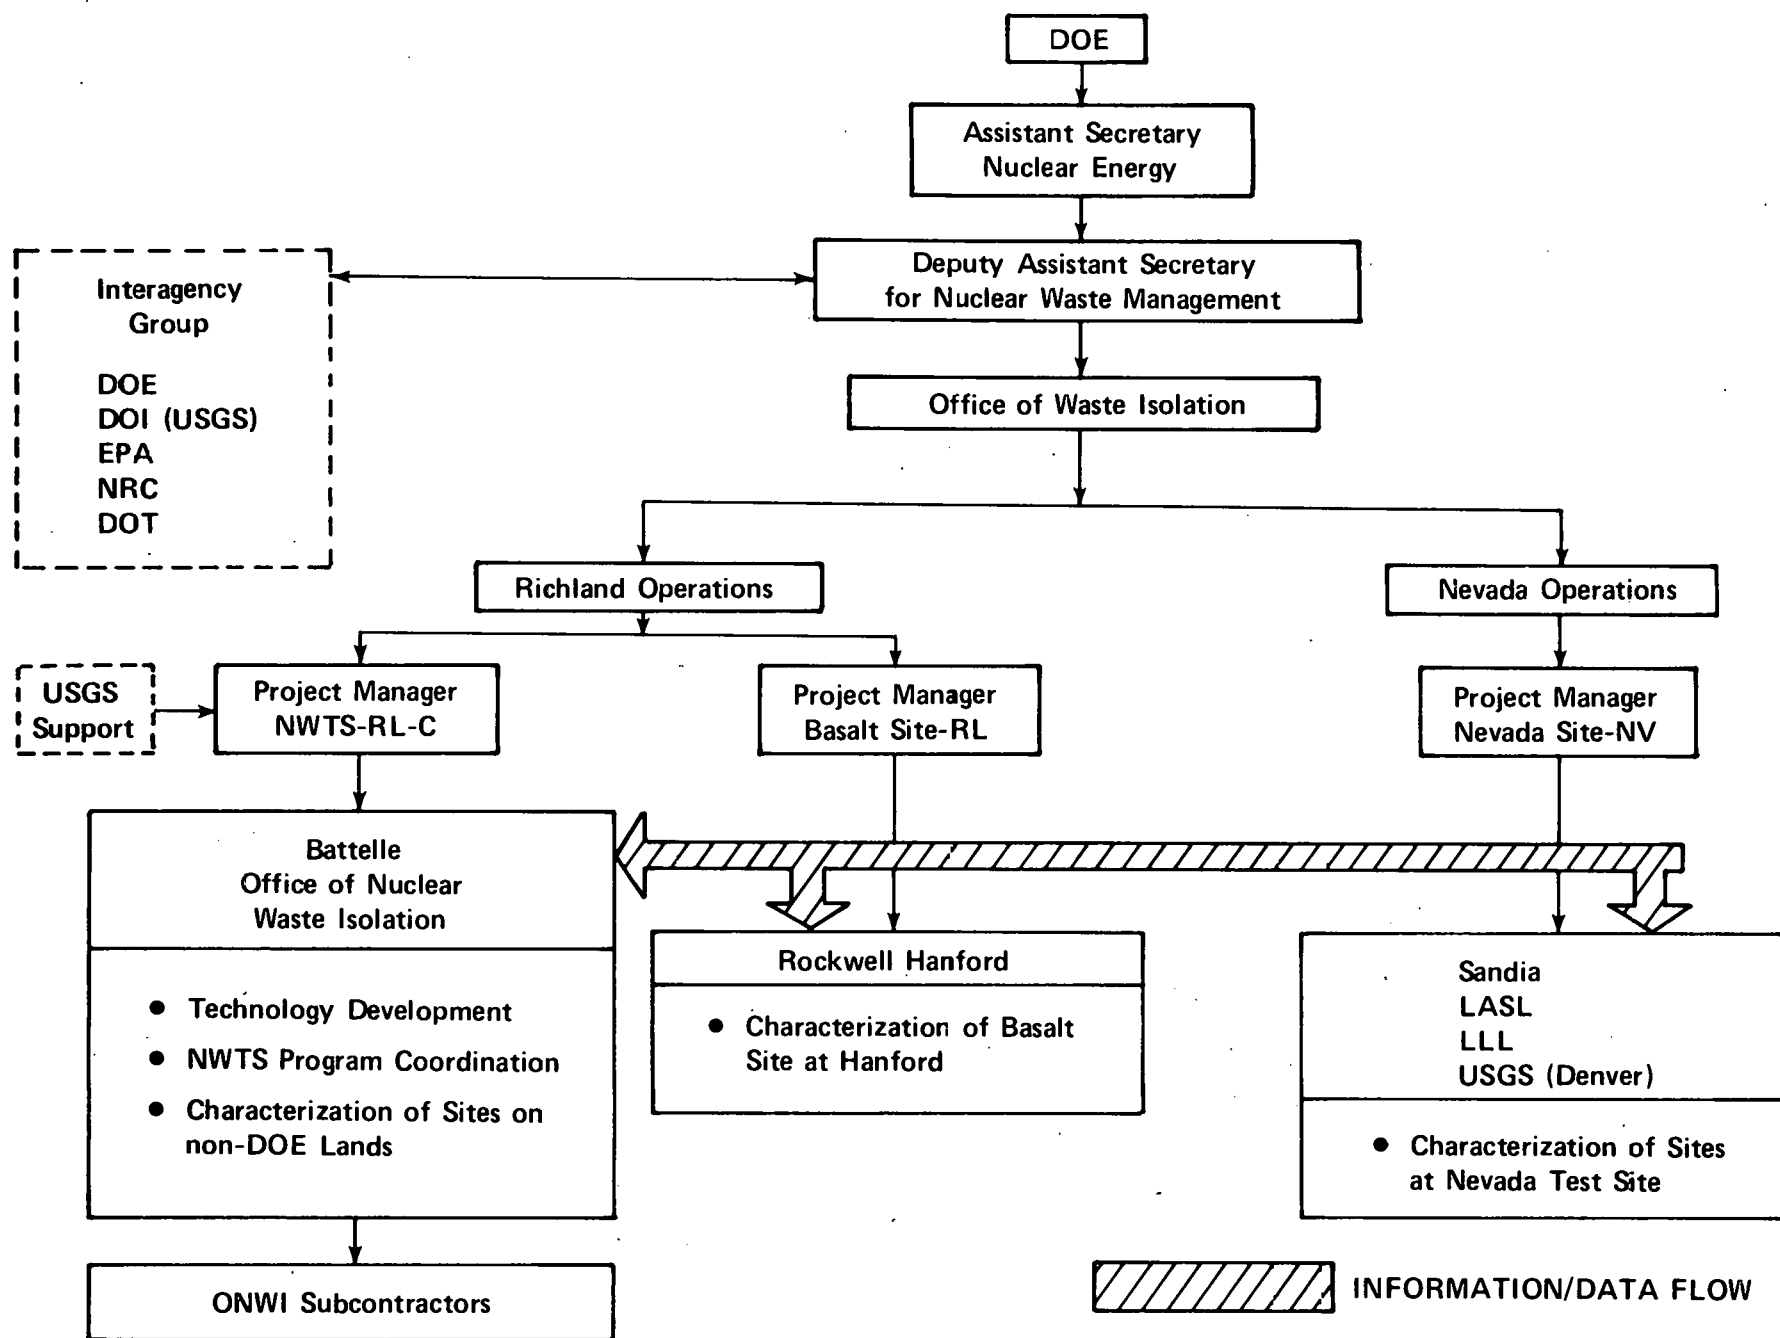 DOE
Assistant Secretary
Nuclear Energy
Deputy Assistant Secretary
for Nuclear Waste Management
Interagency
Group
DOE
DOI (USGS)
EPA
NRC
DOT
Office of Waste Isolation
Richland Operations
Nevada Operations
USGS
Support
Project Manager
NWTS-RL-C
Project Manager
Basalt Site-RL
Project Manager
Nevada Site-NV
Battelle
Office of Nuclear
Waste Isolation
● Technology Development
● NWTS Program Coordination
● Characterization of Sites on
non-DOE Lands
Rockwell Hanford
● Characterization of Basalt
Site at Hanford
Sandia
LASL
LLL
USGS (Denver)
● Characterization of Sites
at Nevada Test Site
ONWI Subcontractors
INFORMATION/DATA FLOW